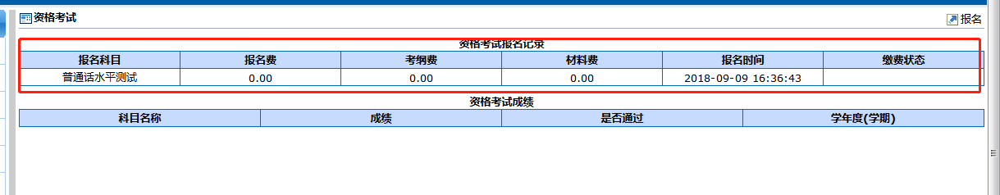 资格考试
报名
资格考试报名记录
报名科目 报名费 考纲费 材料费 报名时间 缴费状态
普通话水平测试 0.00 0.00 0.00 2018-09-09 16:36:43
资格考试成绩
科目名称 成绩 是否通过 学年度(学期)